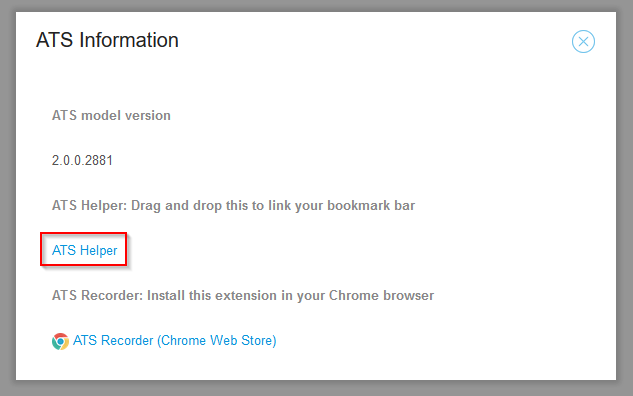 ATS Information
ATS model version
2.0.0.2881
ATS Helper: Drag and drop this to link your bookmark bar
ATS Helper
ATS Recorder: Install this extension in your Chrome browser
ATS Recorder (Chrome Web Store)